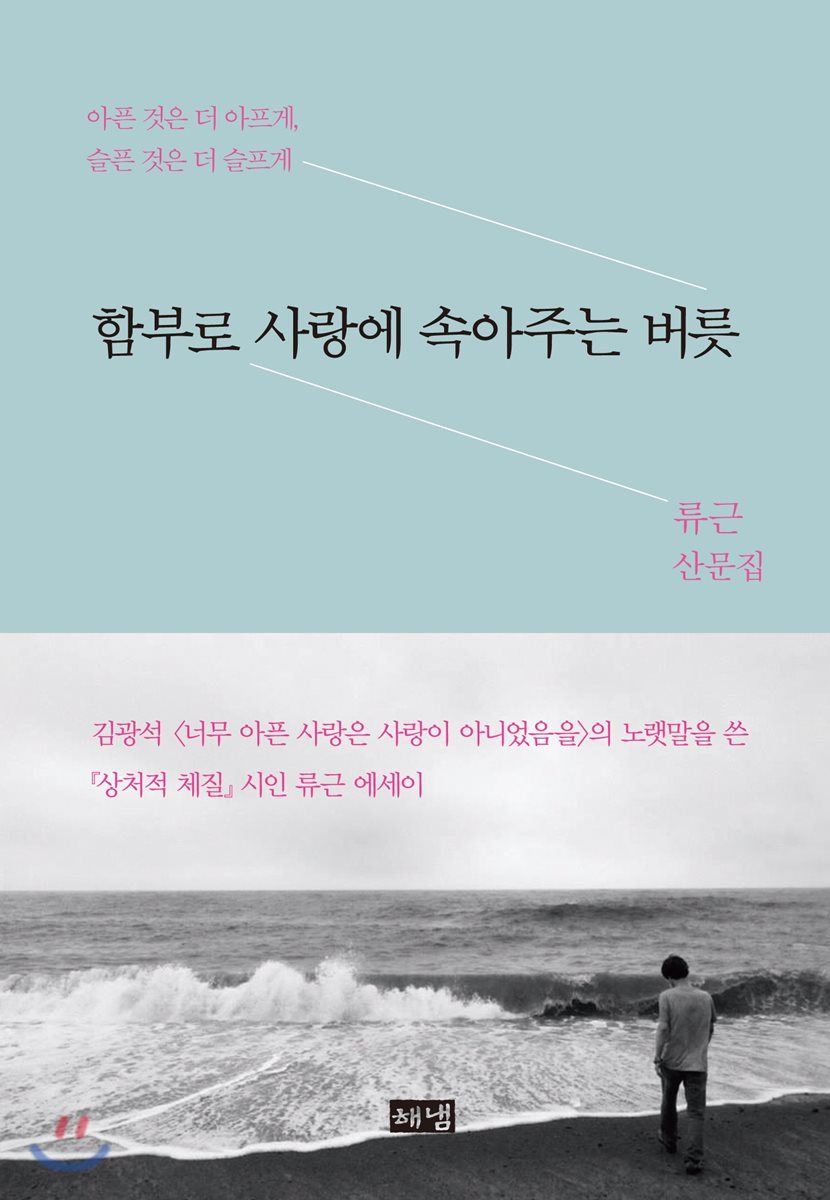 아픈 것은 더 아프게,
슬픈 것은 더 슬프게
함부로 사랑에 속아주는 버릇
류근
산문집
김광석 〈너무 아픈 사랑은 사랑이 아니었음을〉의 노랫말을 쓴
『상처적 체질』 시인 류근 에세이
해냄